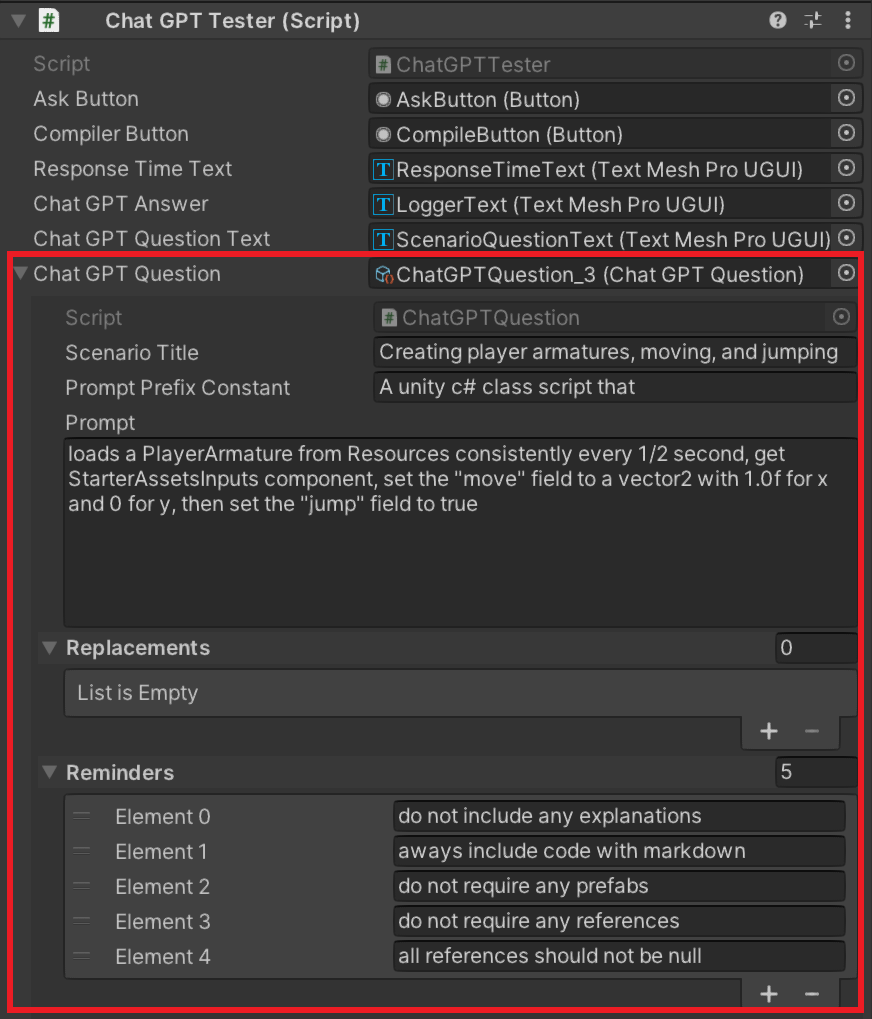 Chat GPT Tester (Script)
Script ChatGPTTester
Ask Button AskButton (Button)
Compiler Button CompileButton (Button)
Response Time Text ResponseTimeText (Text Mesh Pro UGUI)
Chat GPT Answer LoggerText (Text Mesh Pro UGUI)
Chat GPT Question Text ScenarioQuestionText (Text Mesh Pro UGUI)
Chat GPT Question ChatGPTQuestion_3 (Chat GPT Question)
Script ChatGPTQuestion
Scenario Title Creating player armatures, moving, and jumping
Prompt Prefix Constant A unity c# class script that
Prompt
loads a PlayerArmature from Resources consistently every 1/2 second, get
StarterAssetsInputs component, set the "move" field to a vector2 with 1.0f for x
and 0 for y, then set the "jump" field to true
Replacements 0
List is Empty
+ −
Reminders 5
Element 0 do not include any explanations
Element 1 aways include code with markdown
Element 2 do not require any prefabs
Element 3 do not require any references
Element 4 all references should not be null
+ −